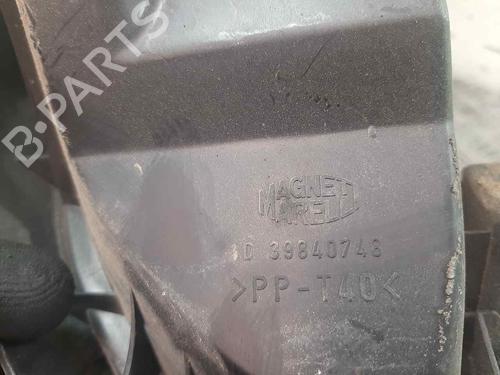 B-PARTS
MAGNETI
MARELLI
D 39840748
>PP-T40<